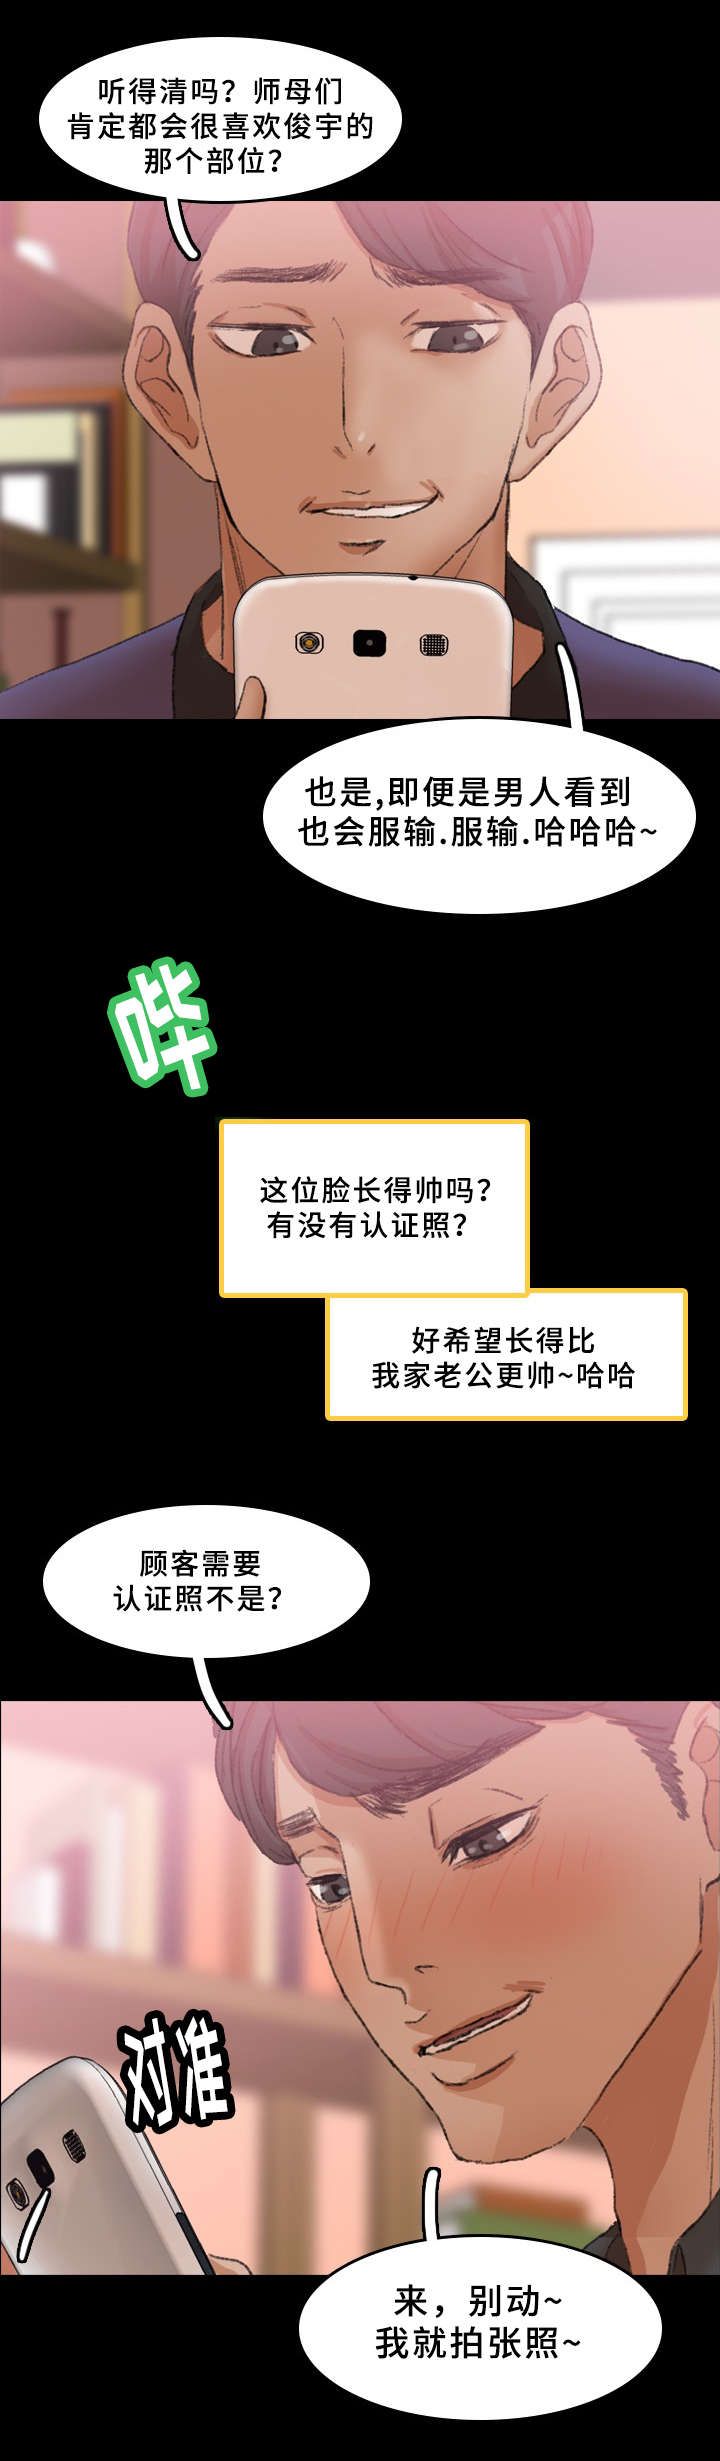 听得清吗？师母们
肯定都会很喜欢俊宇的
那个部位？
也是,即便是男人看到
也会服输.服输.哈哈哈~
哔
这位脸长得帅吗？
有没有认证照？
好希望长得比
我家老公更帅~哈哈
顾客需要
认证照不是？
对准
来，别动~
我就拍张照~